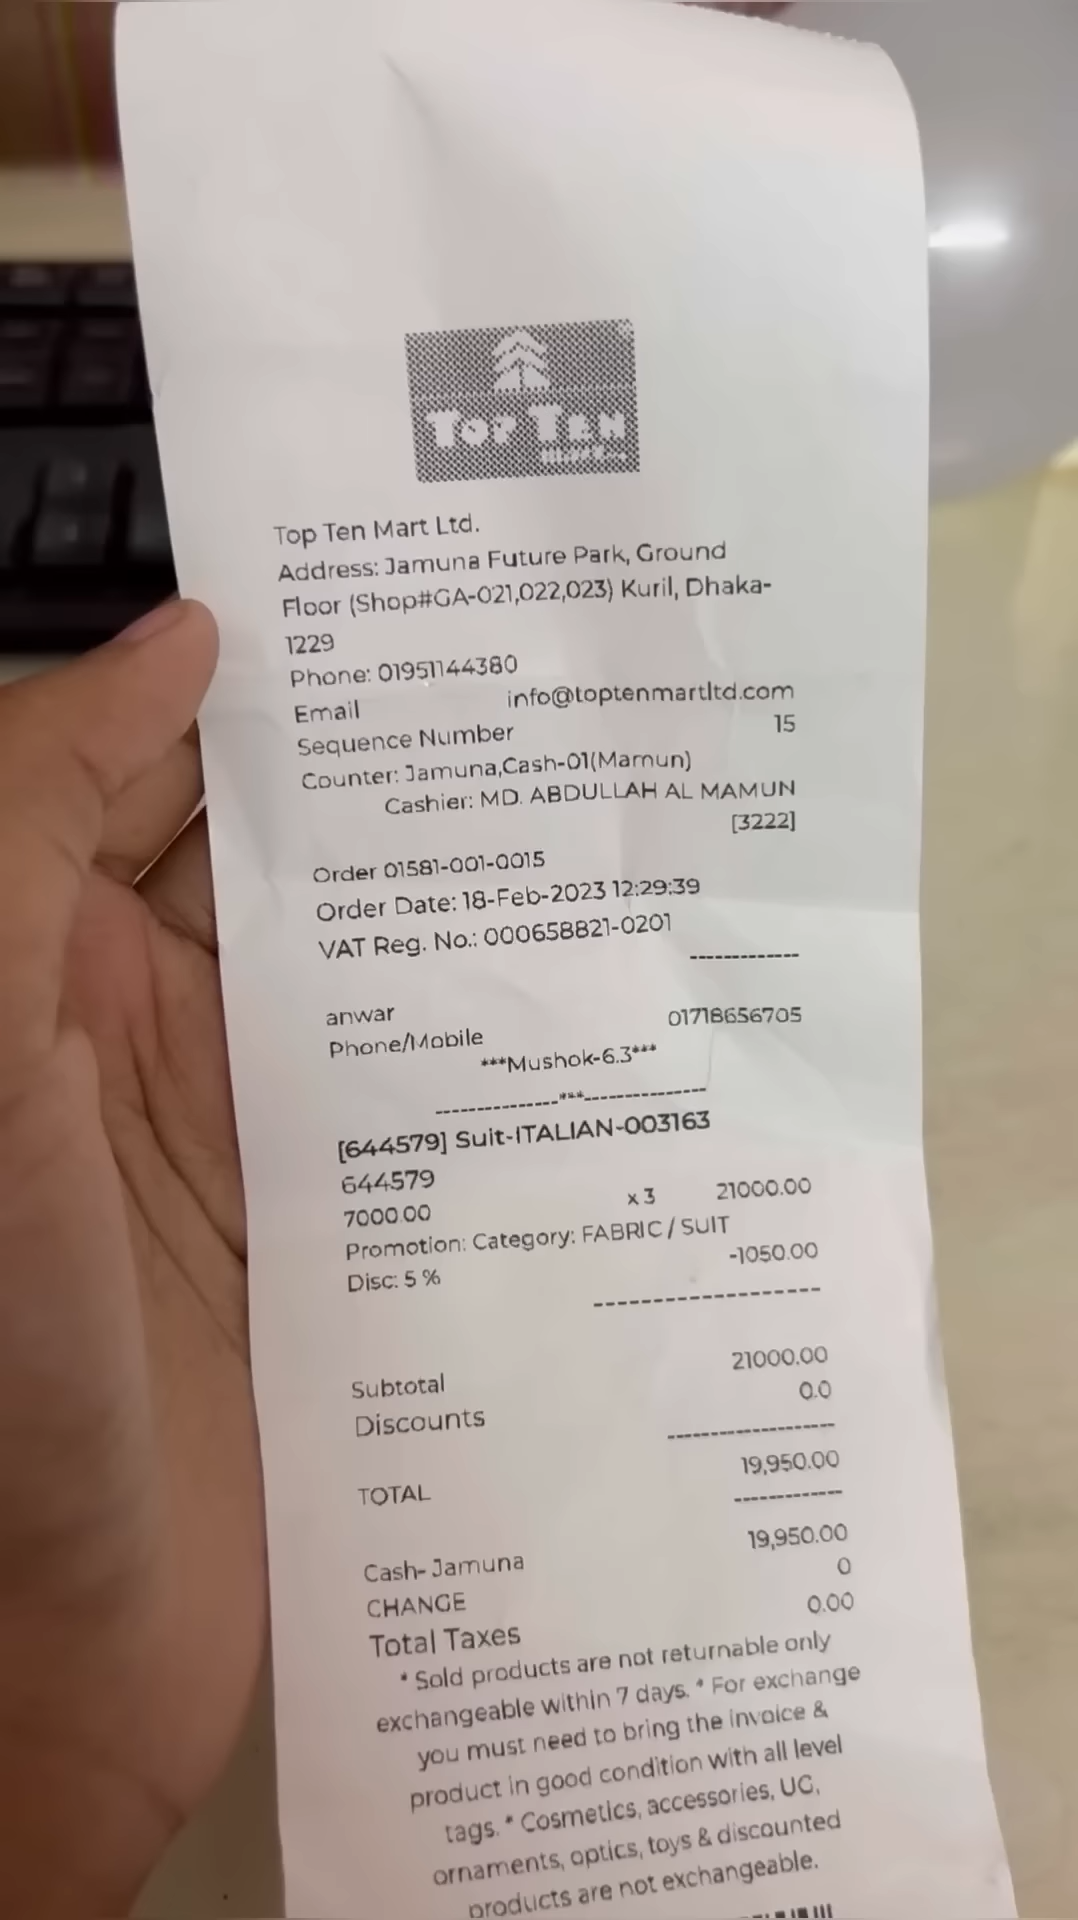 TOP TEN
Top Ten Mart Ltd.
Address: Jamuna Future Park, Ground
Floor (Shop#GA-021,022,023) Kuril, Dhaka-
1229
Phone: 01951144380
Email info@toptenmartltd.com
Sequence Number 15
Counter: Jamuna,Cash-01(Mamun)
Cashier: MD. ABDULLAH AL MAMUN
[3222]
Order 01581-001-0015
Order Date: 18-Feb-2023 12:29:39
VAT Reg. No.: 000658821-0201
-------------
anwar
Phone/Mobile 01718656705
***Mushok-6.3***
---------------***---------------
[644579] Suit-ITALIAN-003163
644579
7000.00 x 3 21000.00
Promotion: Category: FABRIC / SUIT
Disc: 5 % -1050.00
-------------------
Subtotal 21000.00
Discounts 0.0
--------------------
TOTAL 19,950.00
-------------
Cash- Jamuna 19,950.00
CHANGE 0
Total Taxes 0.00
* Sold products are not returnable only
exchangeable within 7 days. * For exchange
you must need to bring the invoice &
product in good condition with all level
tags. * Cosmetics, accessories, UG,
ornaments, optics, toys & discounted
products are not exchangeable.